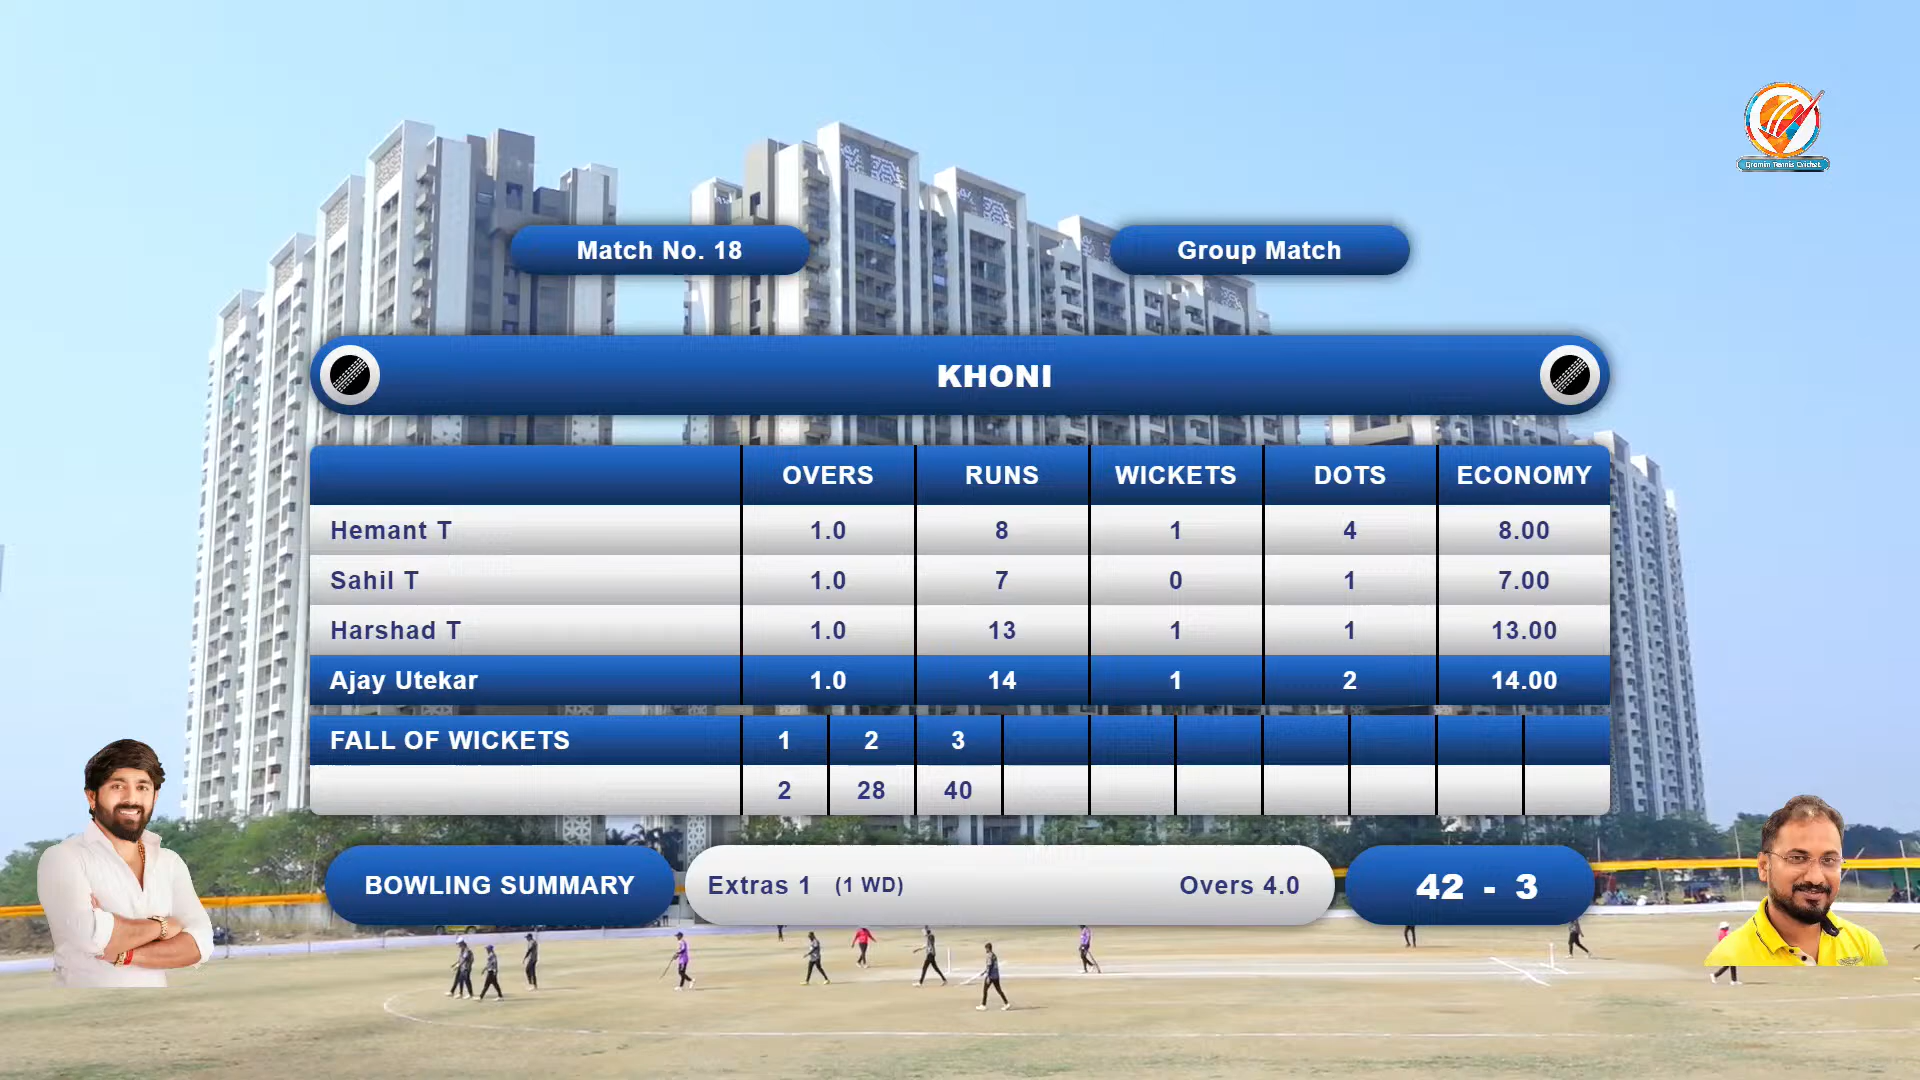 Gramin Tennis Cricket
Match No. 18
Group Match
KHONI
OVERS RUNS WICKETS DOTS ECONOMY
Hemant T 1.0 8 1 4 8.00
Sahil T 1.0 7 0 1 7.00
Harshad T 1.0 13 1 1 13.00
Ajay Utekar 1.0 14 1 2 14.00
FALL OF WICKETS 1 2 3
2 28 40
BOWLING SUMMARY Extras 1 (1 WD) Overs 4.0 42 - 3